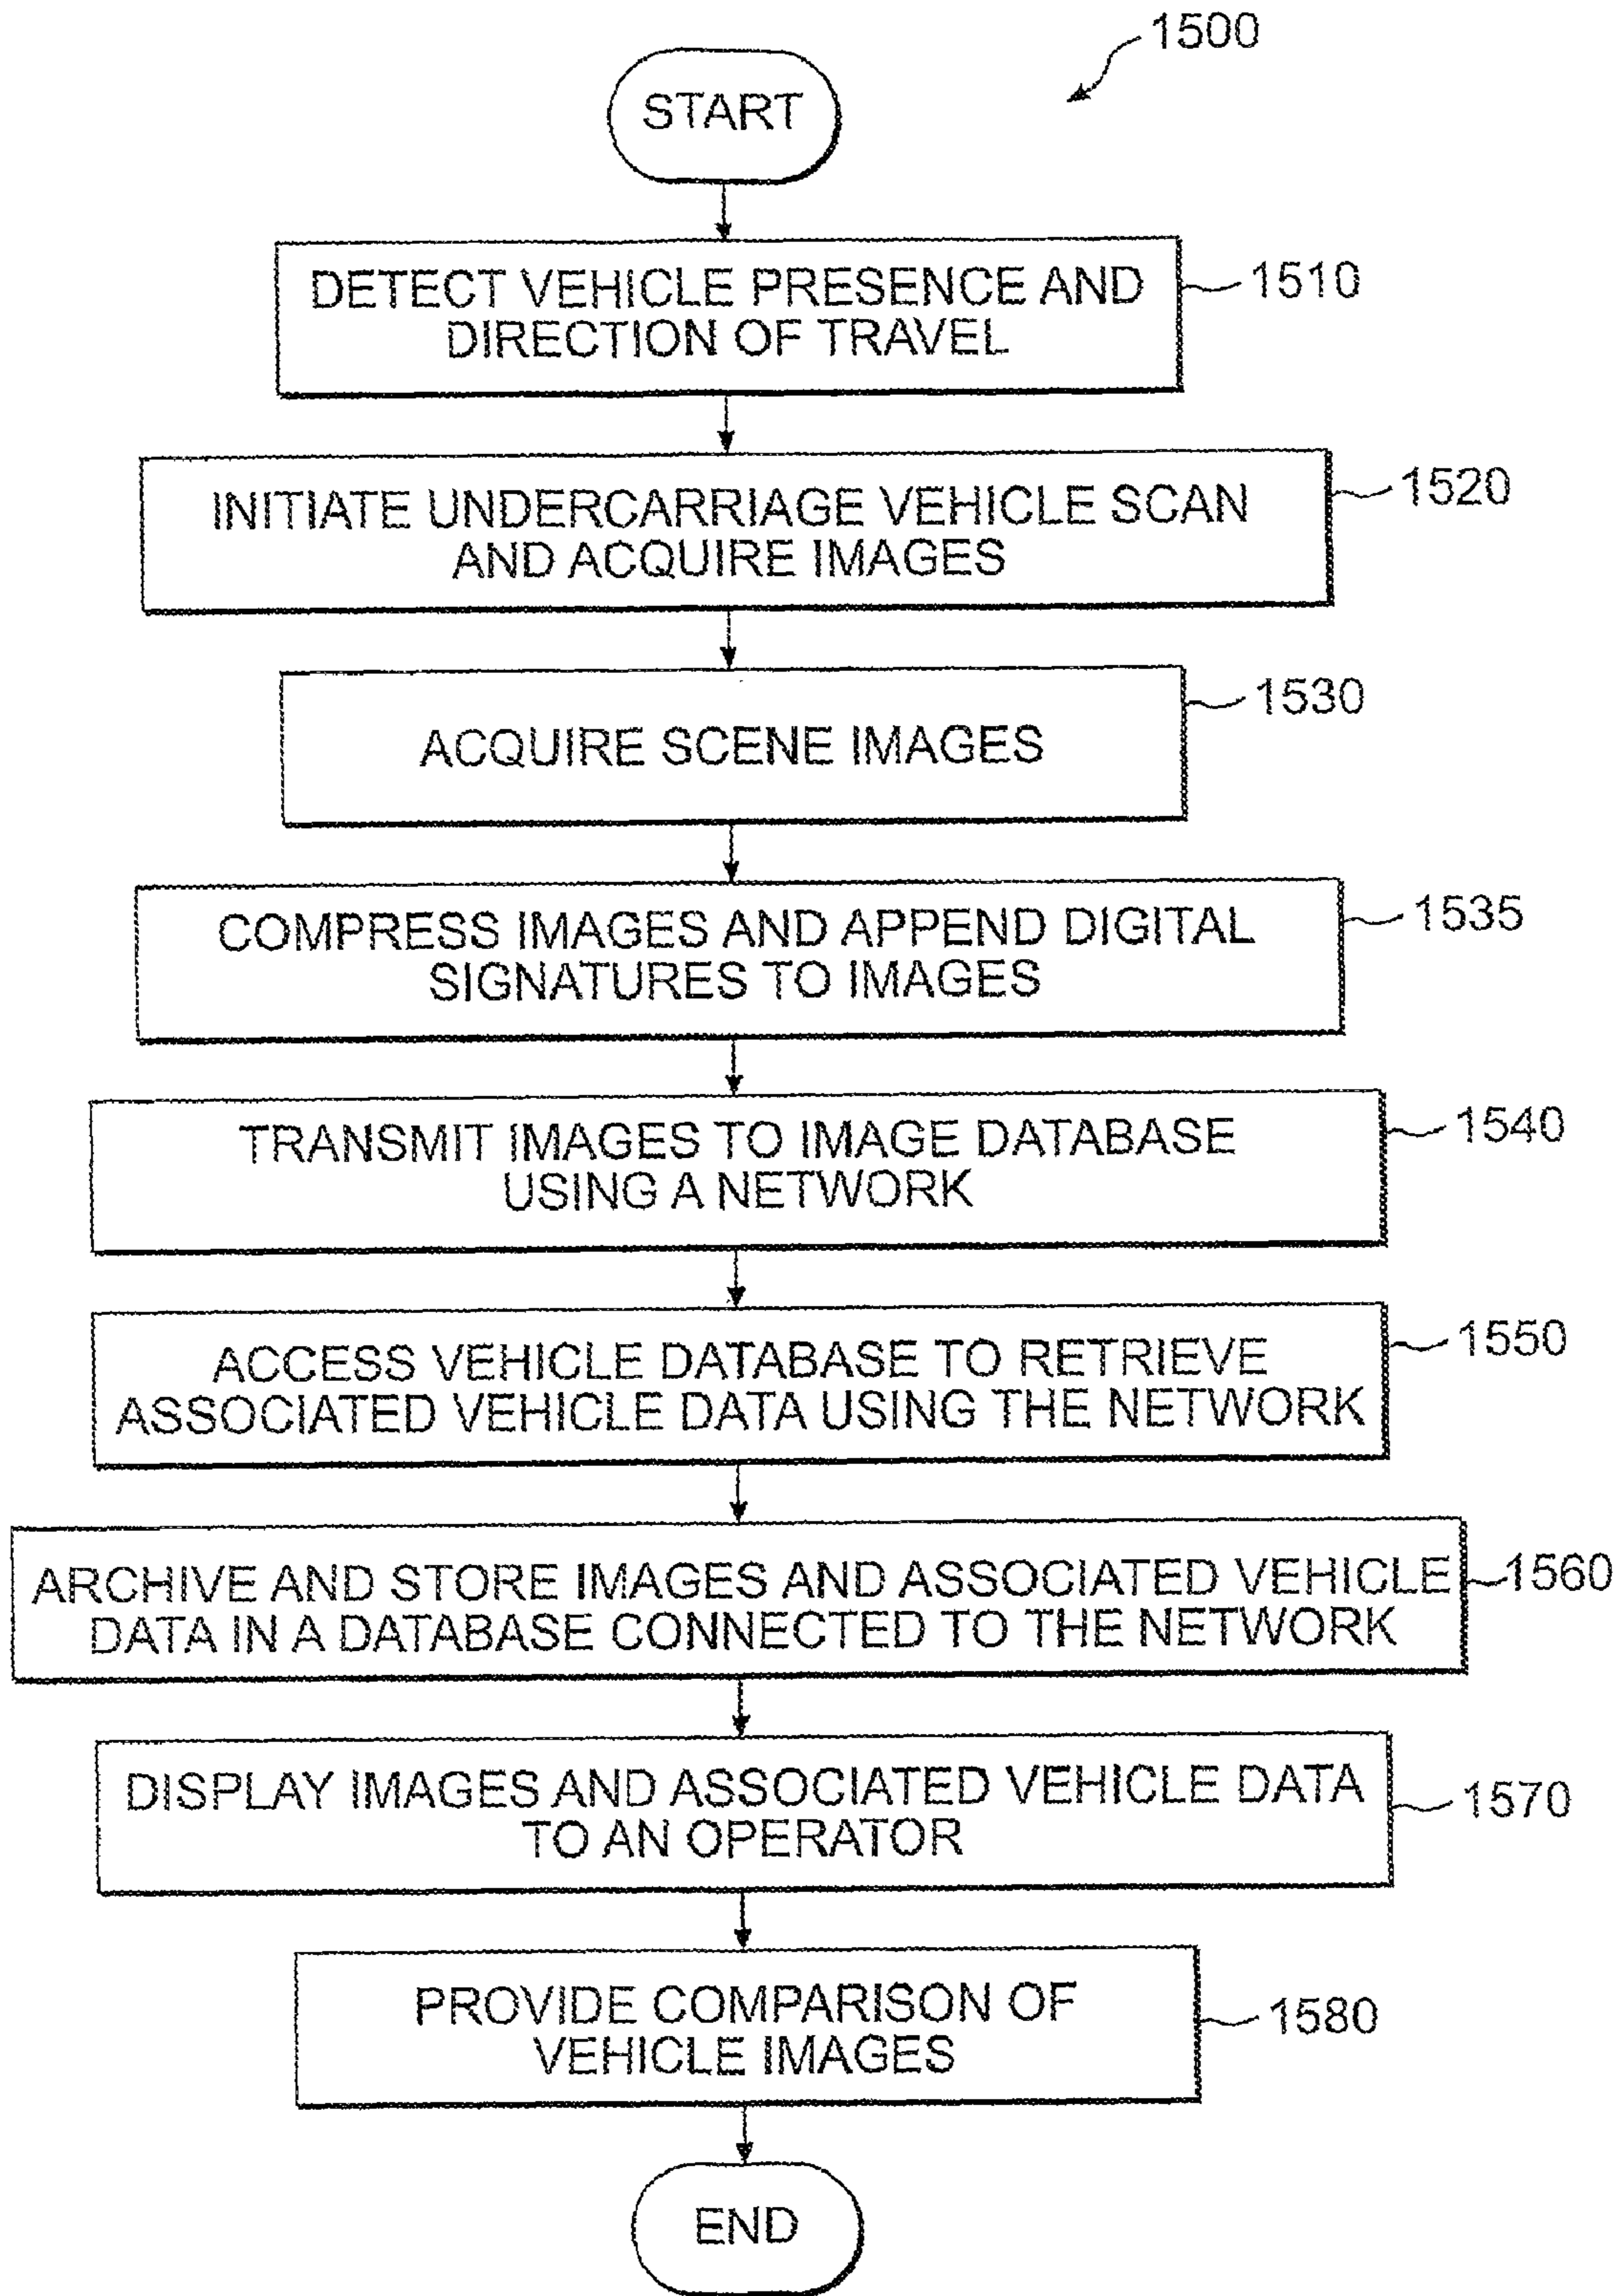 1500
START
DETECT VEHICLE PRESENCE AND
DIRECTION OF TRAVEL
1510
INITIATE UNDERCARRIAGE VEHICLE SCAN
AND ACQUIRE IMAGES
1520
ACQUIRE SCENE IMAGES
1530
COMPRESS IMAGES AND APPEND DIGITAL
SIGNATURES TO IMAGES
1535
TRANSMIT IMAGES TO IMAGE DATABASE
USING A NETWORK
1540
ACCESS VEHICLE DATABASE TO RETRIEVE
ASSOCIATED VEHICLE DATA USING THE NETWORK
1550
ARCHIVE AND STORE IMAGES AND ASSOCIATED VEHICLE
DATA IN A DATABASE CONNECTED TO THE NETWORK
1560
DISPLAY IMAGES AND ASSOCIATED VEHICLE DATA
TO AN OPERATOR
1570
PROVIDE COMPARISON OF
VEHICLE IMAGES
1580
END